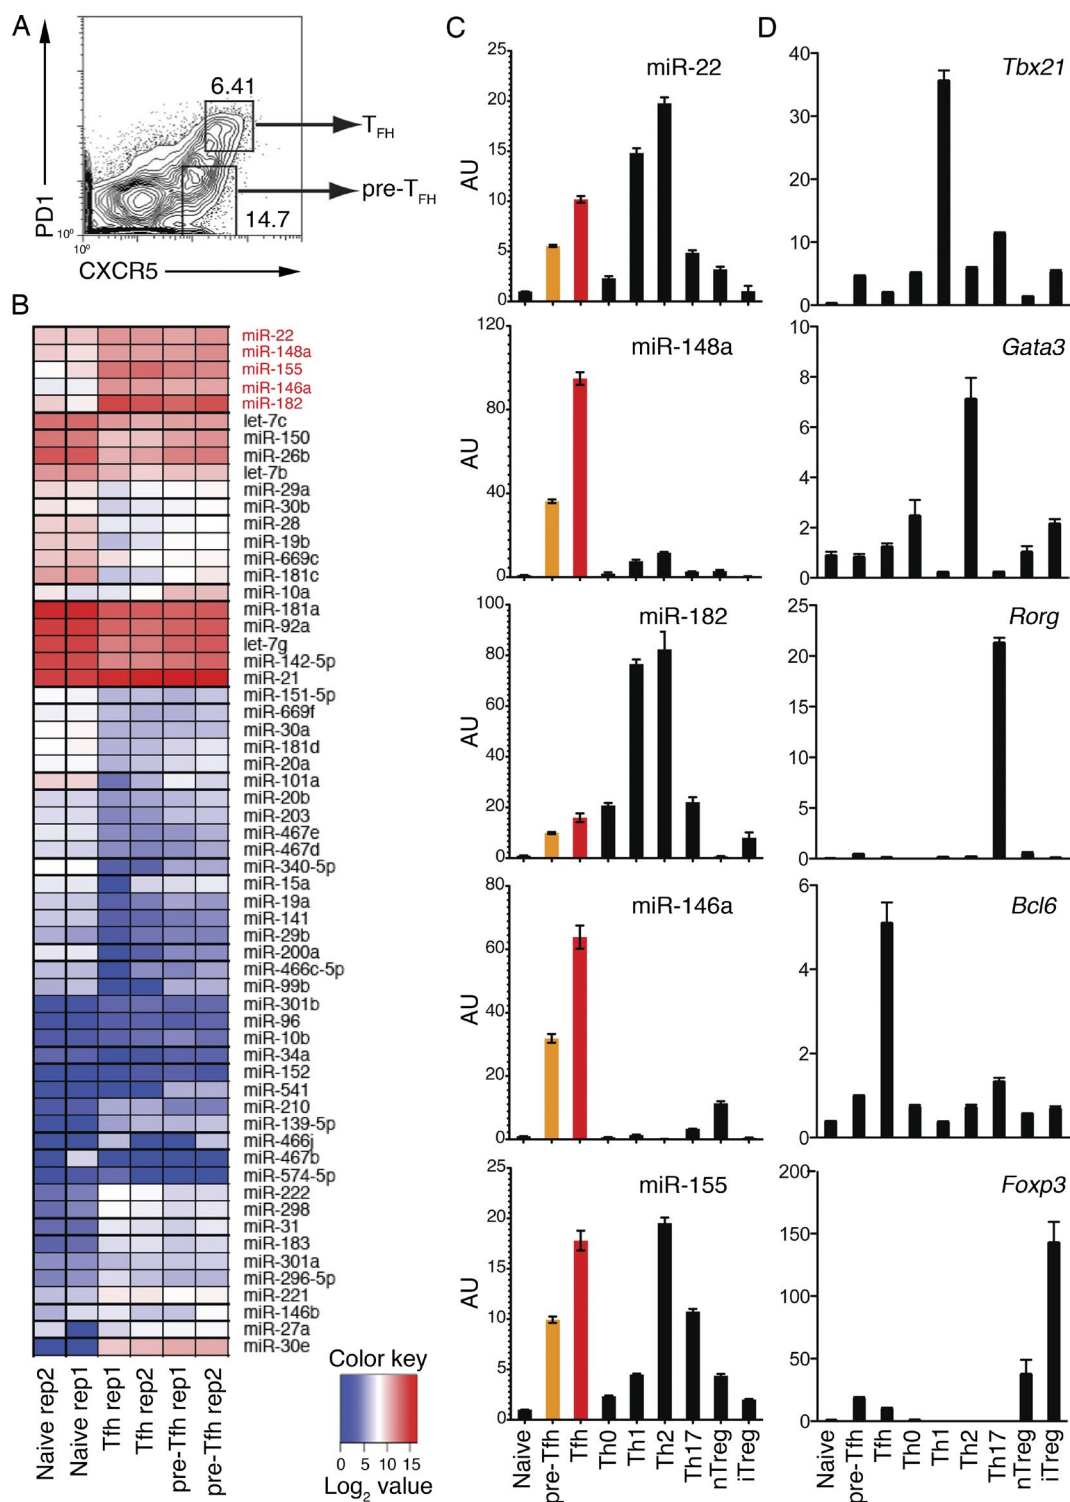 A
PD1
10⁰
10⁰
CXCR5
6.41
14.7
T_FH
pre-T_FH
B
miR-22
miR-148a
miR-155
miR-146a
miR-182
let-7c
miR-150
miR-26b
let-7b
miR-29a
miR-30b
miR-28
miR-19b
miR-669c
miR-181c
miR-10a
miR-181a
miR-92a
let-7g
miR-142-5p
miR-21
miR-151-5p
miR-669f
miR-30a
miR-181d
miR-20a
miR-101a
miR-20b
miR-203
miR-467e
miR-467d
miR-340-5p
miR-15a
miR-19a
miR-141
miR-29b
miR-200a
miR-466c-5p
miR-99b
miR-301b
miR-96
miR-10b
miR-34a
miR-152
miR-541
miR-210
miR-139-5p
miR-466j
miR-467b
miR-574-5p
miR-222
miR-298
miR-31
miR-183
miR-301a
miR-296-5p
miR-221
miR-146b
miR-27a
miR-30e
Naive rep2
Naive rep1
Tfh rep1
Tfh rep2
pre-Tfh rep1
pre-Tfh rep2
Color key
0 5 10 15
Log₂ value
C
miR-22
AU
25
20
15
10
5
0
miR-148a
AU
120
80
40
0
miR-182
AU
100
80
60
40
20
0
miR-146a
AU
80
60
40
20
0
miR-155
AU
25
20
15
10
5
0
Naive
pre-Tfh
Tfh
Th0
Th1
Th2
Th17
nTreg
iTreg
D
Tbx21
40
30
20
10
0
Gata3
10
8
6
4
2
0
Rorg
25
20
15
10
5
0
Bcl6
6
4
2
0
Foxp3
200
150
100
50
0
Naive
pre-Tfh
Tfh
Th0
Th1
Th2
Th17
nTreg
iTreg